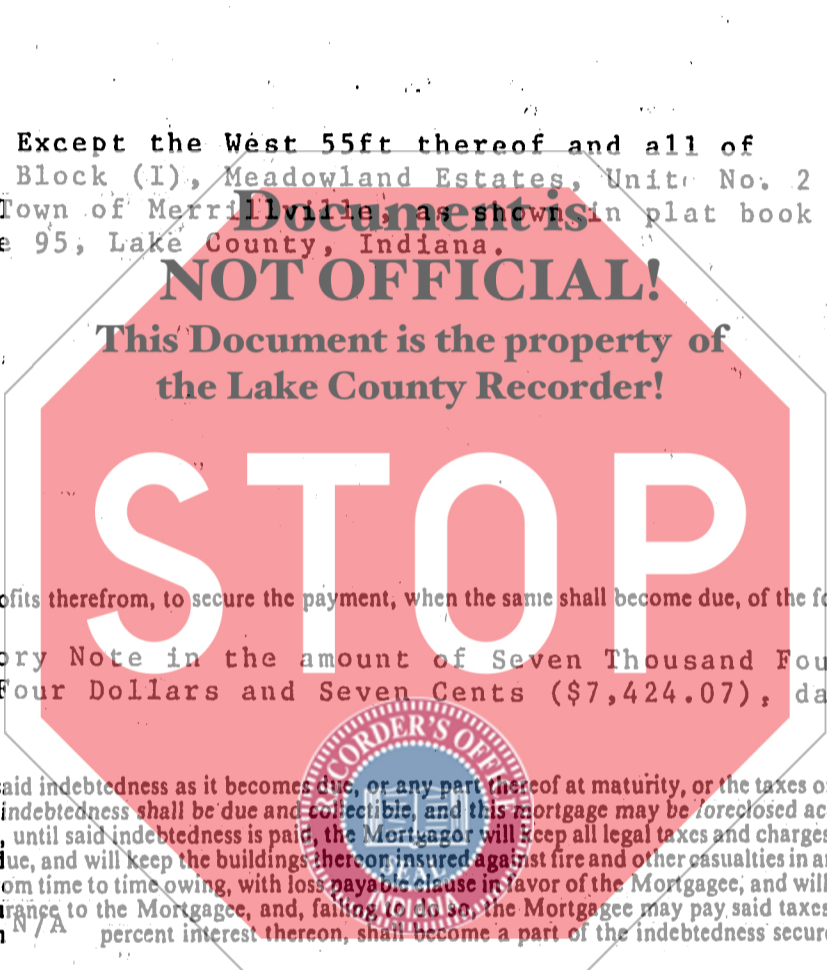 Except the West 55ft thereof and all of
Block (I), Meadowland Estates, Unit No. 2
Town of Merrillville, as shown in plat book
e 95, Lake County, Indiana.
Document is
NOT OFFICIAL!
This Document is the property of
the Lake County Recorder!
STOP
ofits therefrom, to secure the payment, when the same shall become due, of the fo
ory Note in the amount of Seven Thousand Fou
Four Dollars and Seven Cents ($7,424.07), da
RECORDER'S OFFICE
SEAL
INDIANA
aid indebtedness as it becomes due, or any part thereof at maturity, or the taxes o
indebtedness shall be due and collectible, and this mortgage may be foreclosed ac
, until said indebtedness is paid, the Mortgagor will keep all legal taxes and charges
due, and will keep the buildings thereon insured against fire and other casualties in a
om time to time owing, with loss payable clause in favor of the Mortgagee, and will
urance to the Mortgagee, and, failing to do so, the Mortgagee may pay said taxes
N/A percent interest thereon, shall become a part of the indebtedness secure